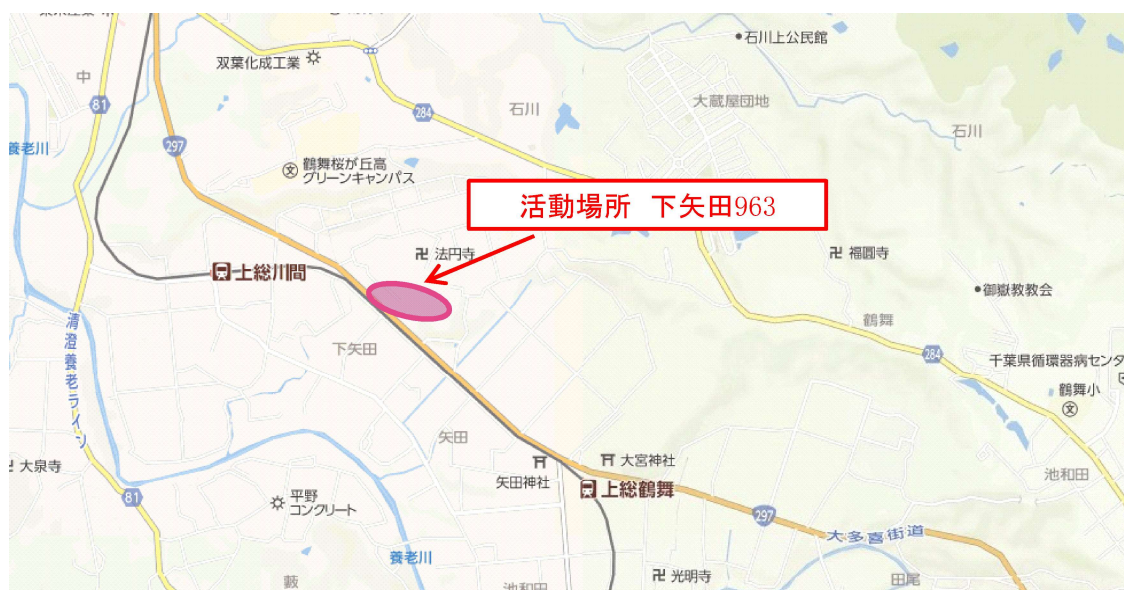 石川上公民館
双葉化成工業
中
81
284
大蔵屋団地
石川
石川
養老川
297
鶴舞桜が丘高
グリーンキャンパス
活動場所 下矢田963
卍 法円寺
卍 福圓寺
上総川間
御嶽教教会
清澄養老ライン
鶴舞
下矢田
284
千葉県循環器病センタ
鶴舞小
矢田
大泉寺
大宮神社
矢田神社
池和田
上総鶴舞
81
平野
コンクリート
297
大多喜街道
養老川
卍 光明寺
田尾
藪
池和田